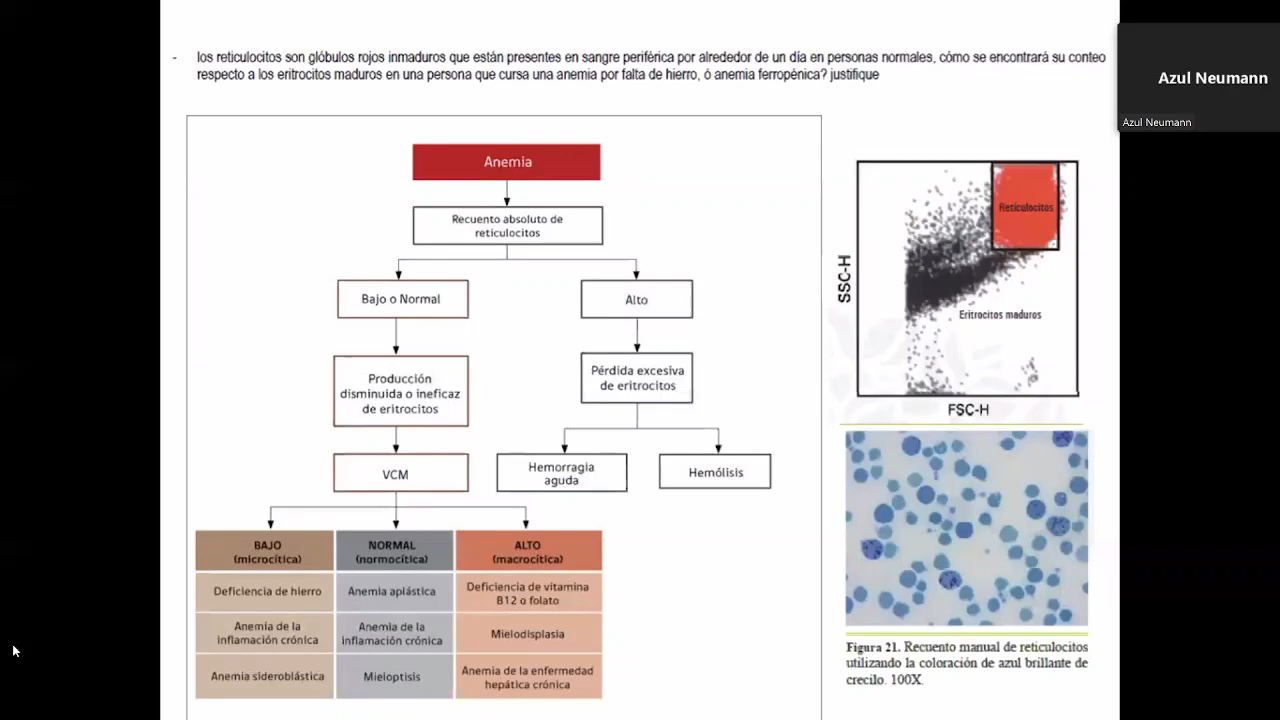 - los reticulocitos son glóbulos rojos inmaduros que están presentes en sangre periférica por alrededor de un día en personas normales, cómo se encontrará su conteo
respecto a los eritrocitos maduros en una persona que cursa una anemia por falta de hierro, ó anemia ferropénica? justifique
Azul Neumann
Azul Neumann
Anemia
Recuento absoluto de
reticulocitos
Bajo o Normal
Alto
Producción
disminuida o ineficaz
de eritrocitos
Pérdida excesiva
de eritrocitos
VCM
Hemorragia
aguda
Hemólisis
BAJO
(microcítica)
NORMAL
(normocítica)
ALTO
(macrocítica)
Deficiencia de hierro
Anemia aplástica
Deficiencia de vitamina
B12 o folato
Anemia de la
inflamación crónica
Anemia de la
inflamación crónica
Mielodisplasia
Anemia sideroblástica
Mieloptisis
Anemia de la enfermedad
hepática crónica
SSC-H
Reticulocitos
Eritrocitos maduros
FSC-H
Figura 21. Recuento manual de reticulocitos
utilizando la coloración de azul brillante de
crecilo. 100X.